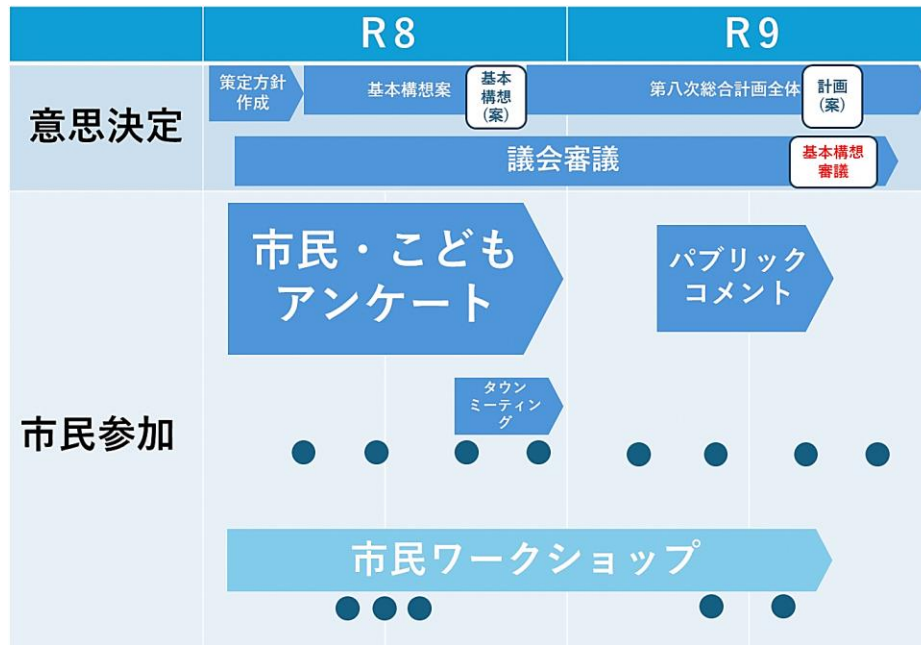 R8
R9
意思決定
策定方針
作成
基本構想案
基本
構想
(案)
第八次総合計画全体
計画
(案)
議会審議
基本構想
審議
市民参加
市民・こども
アンケート
パブリック
コメント
タウン
ミーティン
グ
市民ワークショップ